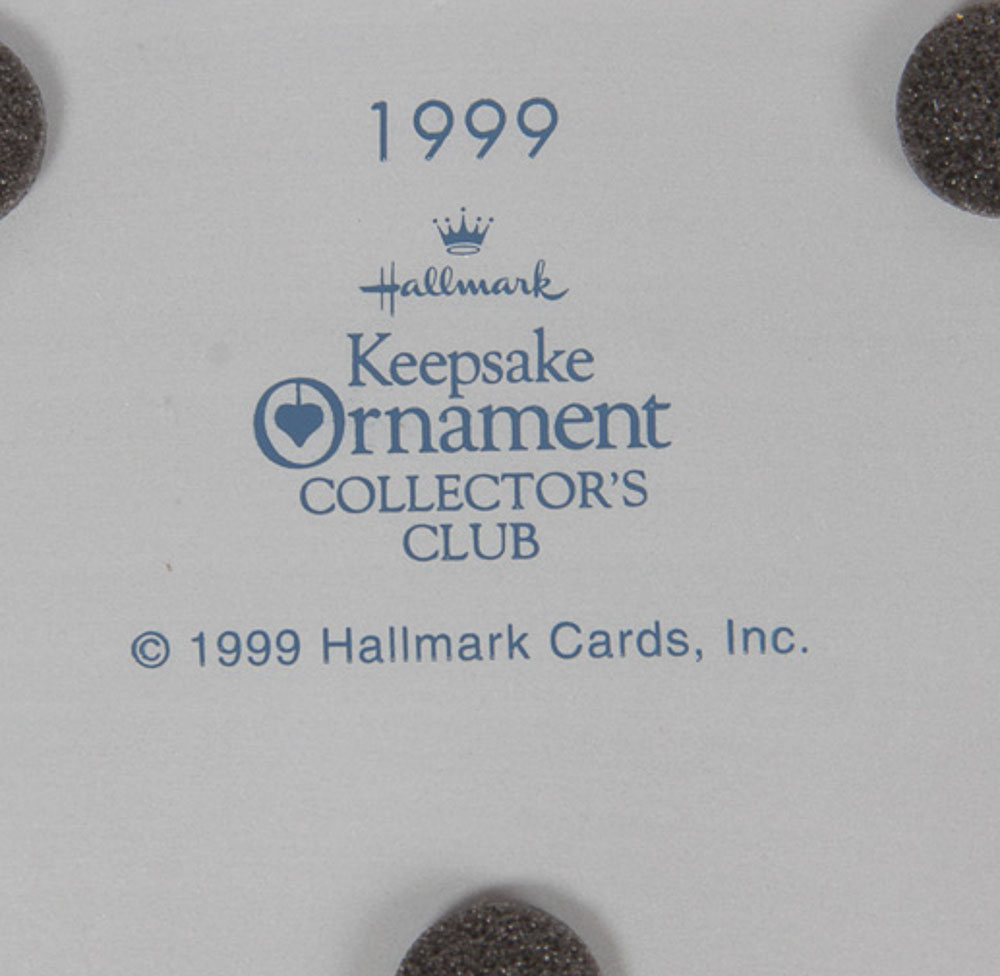 1999
Hallmark
Keepsake
Ornament
COLLECTOR'S
CLUB
© 1999 Hallmark Cards, Inc.